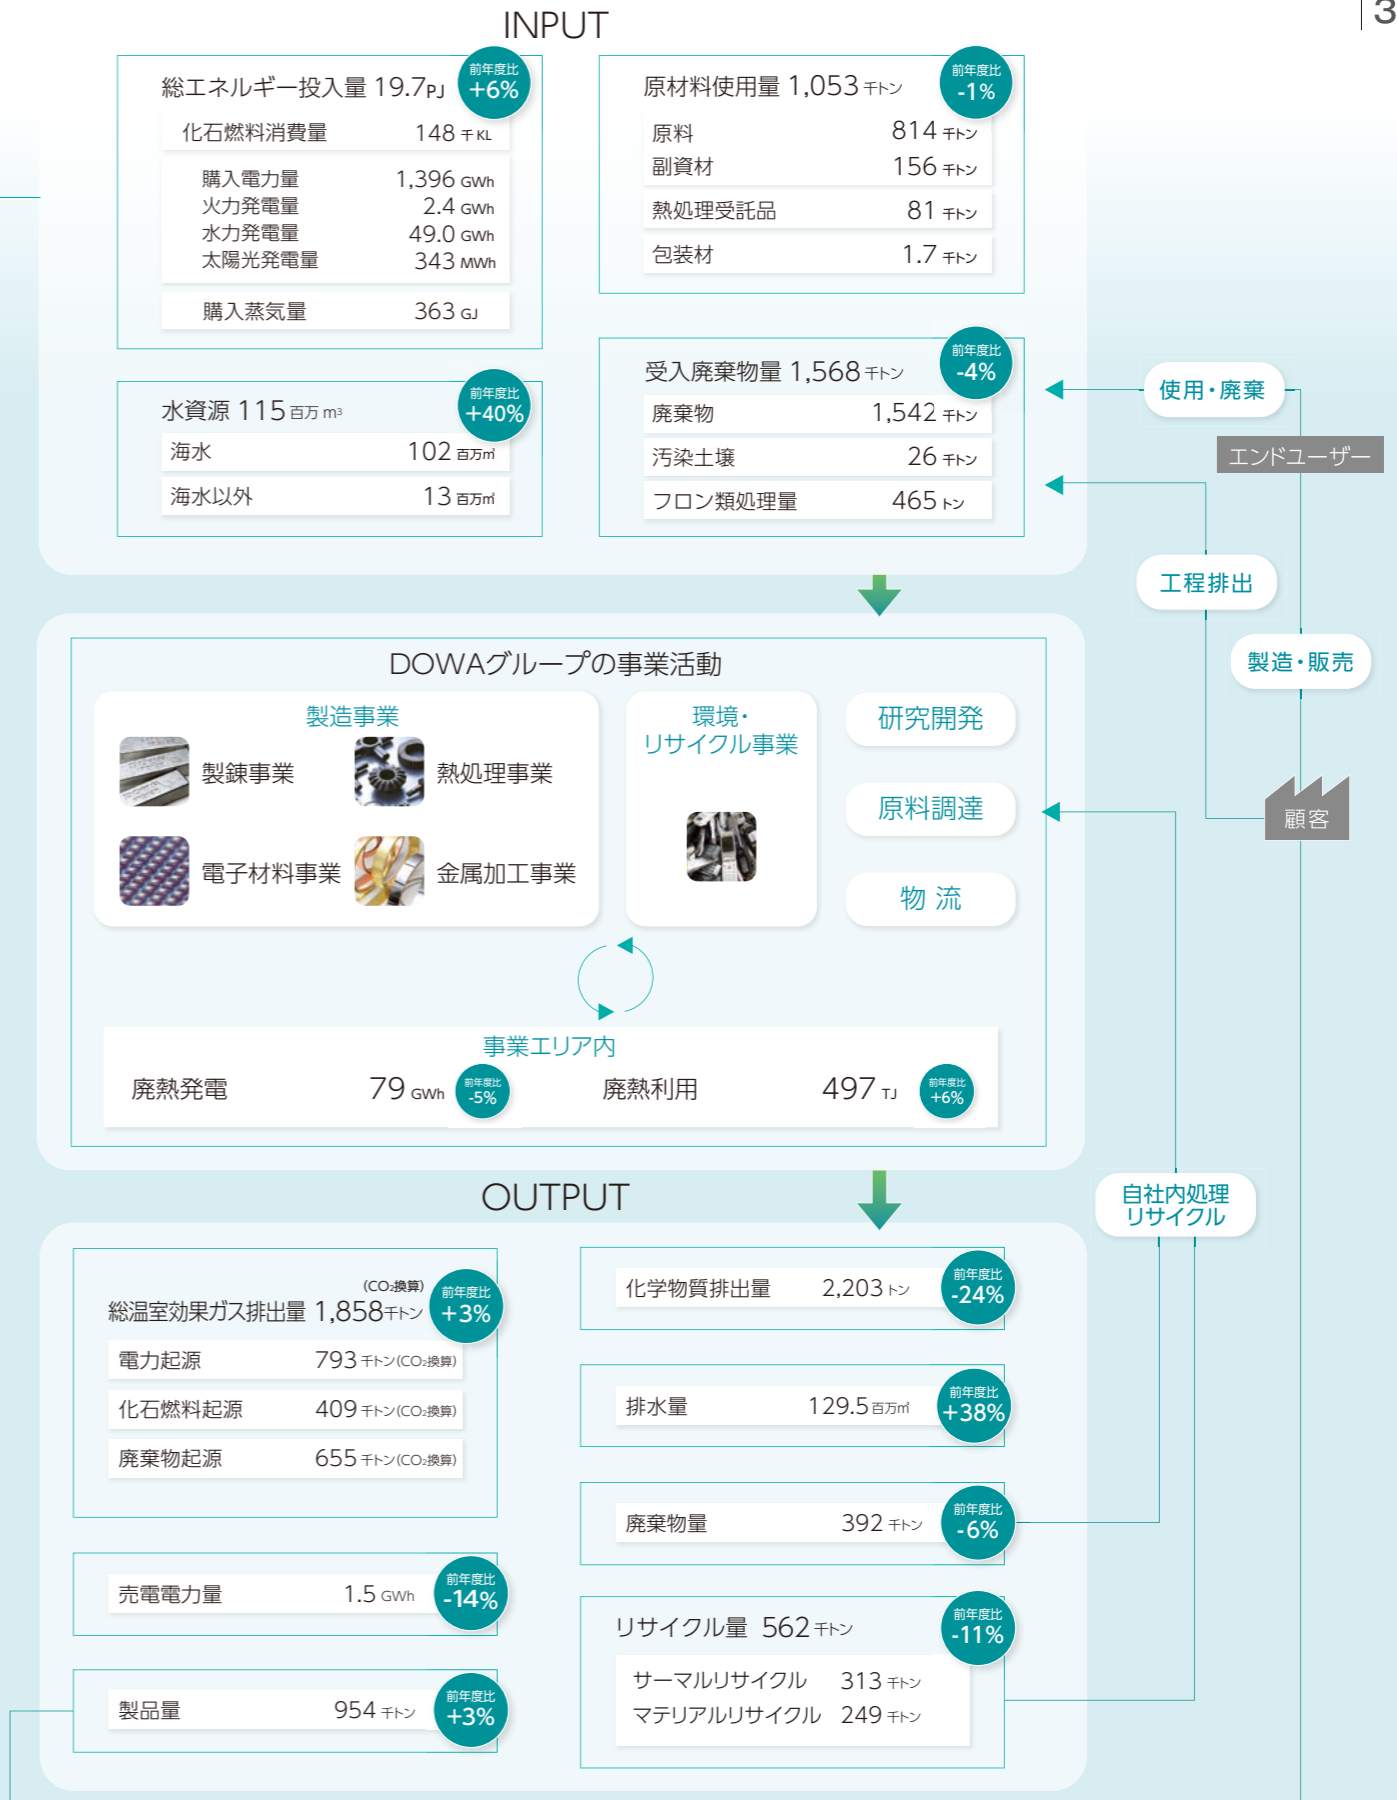 3
INPUT
総エネルギー投入量 19.7PJ
前年度比
+6%
化石燃料消費量 148 千KL
購入電力量 1,396 GWh
火力発電量 2.4 GWh
水力発電量 49.0 GWh
太陽光発電量 343 MWh
購入蒸気量 363 GJ
水資源 115 百万 m³
前年度比
+40%
海水 102 百万㎥
海水以外 13 百万㎥
原材料使用量 1,053 千トン
前年度比
-1%
原料 814 千トン
副資材 156 千トン
熱処理受託品 81 千トン
包装材 1.7 千トン
受入廃棄物量 1,568 千トン
前年度比
-4%
廃棄物 1,542 千トン
汚染土壌 26 千トン
フロン類処理量 465 トン
使用・廃棄
エンドユーザー
工程排出
製造・販売
顧客
DOWAグループの事業活動
製造事業
製錬事業
熱処理事業
電子材料事業
金属加工事業
環境・
リサイクル事業
研究開発
原料調達
物 流
事業エリア内
廃熱発電 79 GWh
前年度比
-5%
廃熱利用 497 TJ
前年度比
+6%
自社内処理
リサイクル
OUTPUT
(CO₂換算)
総温室効果ガス排出量 1,858千トン
前年度比
+3%
電力起源 793 千トン(CO₂換算)
化石燃料起源 409 千トン(CO₂換算)
廃棄物起源 655 千トン(CO₂換算)
売電電力量 1.5 GWh
前年度比
-14%
製品量 954 千トン
前年度比
+3%
化学物質排出量 2,203 トン
前年度比
-24%
排水量 129.5 百万㎥
前年度比
+38%
廃棄物量 392 千トン
前年度比
-6%
リサイクル量 562 千トン
前年度比
-11%
サーマルリサイクル 313 千トン
マテリアルリサイクル 249 千トン